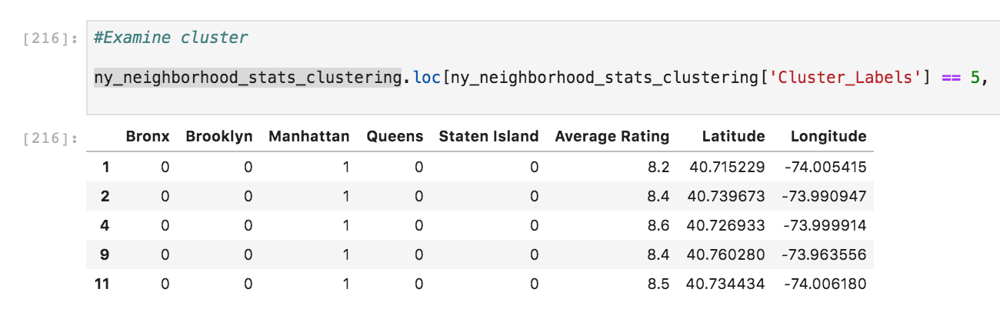 [216]: #Examine cluster
ny_neighborhood_stats_clustering.loc[ny_neighborhood_stats_clustering['Cluster_Labels'] == 5,
[216]:
Bronx Brooklyn Manhattan Queens Staten Island Average Rating Latitude Longitude
1 0 0 1 0 0 8.2 40.715229 -74.005415
2 0 0 1 0 0 8.4 40.739673 -73.990947
4 0 0 1 0 0 8.6 40.726933 -73.999914
9 0 0 1 0 0 8.4 40.760280 -73.963556
11 0 0 1 0 0 8.5 40.734434 -74.006180